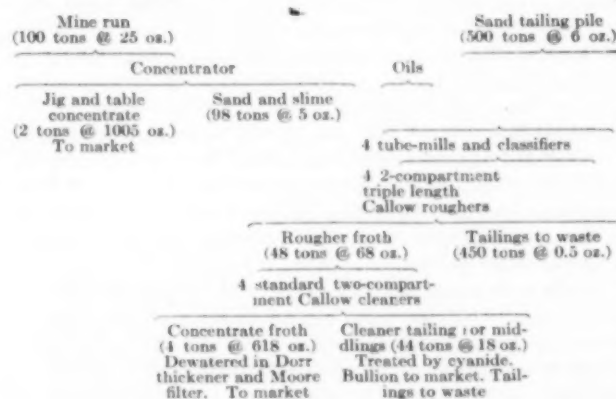 Mine run
(100 tons @ 25 oz.)
Sand tailing pile
(500 tons @ 6 oz.)
Concentrator
Oils
Jig and table
concentrate
(2 tons @ 1005 oz.)
To market
Sand and slime
(98 tons @ 5 oz.)
4 tube-mills and classifiers
4 2-compartment
triple length
Callow roughers
Rougher froth
(48 tons @ 68 oz.)
Tailings to waste
(450 tons @ 0.5 oz.)
4 standard two-compart-
ment Callow cleaners
Concentrate froth
(4 tons @ 618 oz.)
Dewatered in Dorr
thickener and Moore
filter. To market
Cleaner tailing or mid-
dlings (44 tons @ 18 oz.)
Treated by cyanide.
Bullion to market. Tail-
ings to waste